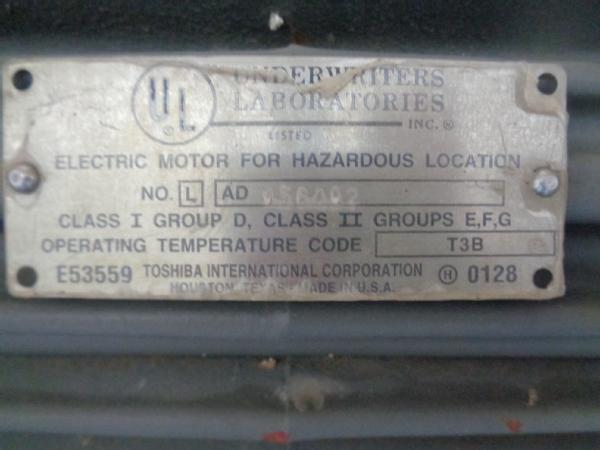 UL ®
UNDERWRITERS
LABORATORIES
INC. ®
LISTED
ELECTRIC MOTOR FOR HAZARDOUS LOCATION
NO. L AD
CLASS I GROUP D, CLASS II GROUPS E,F,G
OPERATING TEMPERATURE CODE T3B
E53559 TOSHIBA INTERNATIONAL CORPORATION H 0128
HOUSTON, TEXAS MADE IN U.S.A.